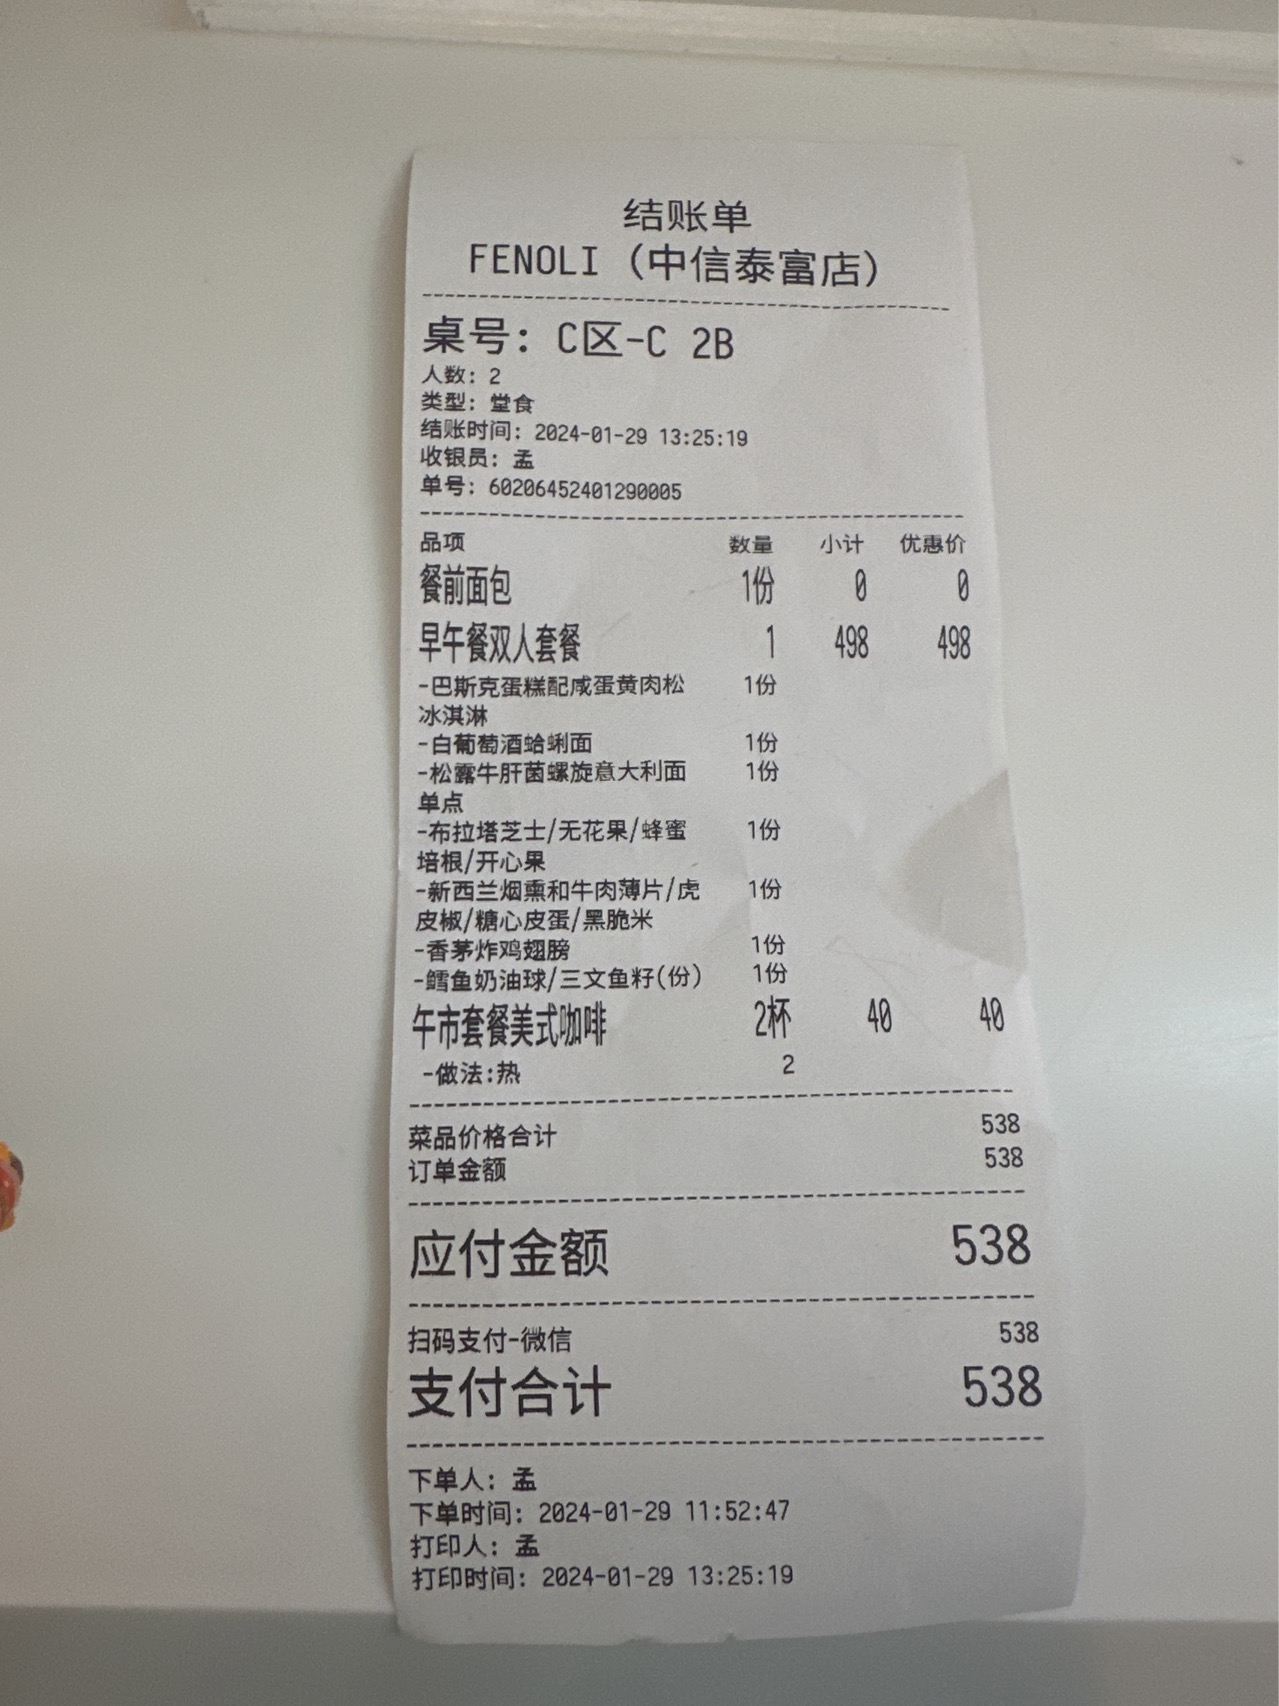 结账单
FENOLI（中信泰富店）
桌号: C区-C 2B
人数: 2
类型: 堂食
结账时间: 2024-01-29 13:25:19
收银员: 孟
单号: 602064524012​90005
品项 数量 小计 优惠价
餐前面包 1份 0 0
早午餐双人套餐 1 498 498
-巴斯克蛋糕配咸蛋黄肉松 1份
冰淇淋
-白葡萄酒蛤蜊面 1份
-松露牛肝菌螺旋意大利面 1份
单点
-布拉塔芝士/无花果/蜂蜜 1份
培根/开心果
-新西兰烟熏和牛肉薄片/虎 1份
皮椒/糖心皮蛋/黑脆米
-香茅炸鸡翅膀 1份
-鳕鱼奶油球/三文鱼籽(份) 1份
午市套餐美式咖啡 2杯 40 40
-做法:热 2
菜品价格合计 538
订单金额 538
应付金额 538
扫码支付-微信 538
支付合计 538
下单人: 孟
下单时间: 2024-01-29 11:52:47
打印人: 孟
打印时间: 2024-01-29 13:25:19